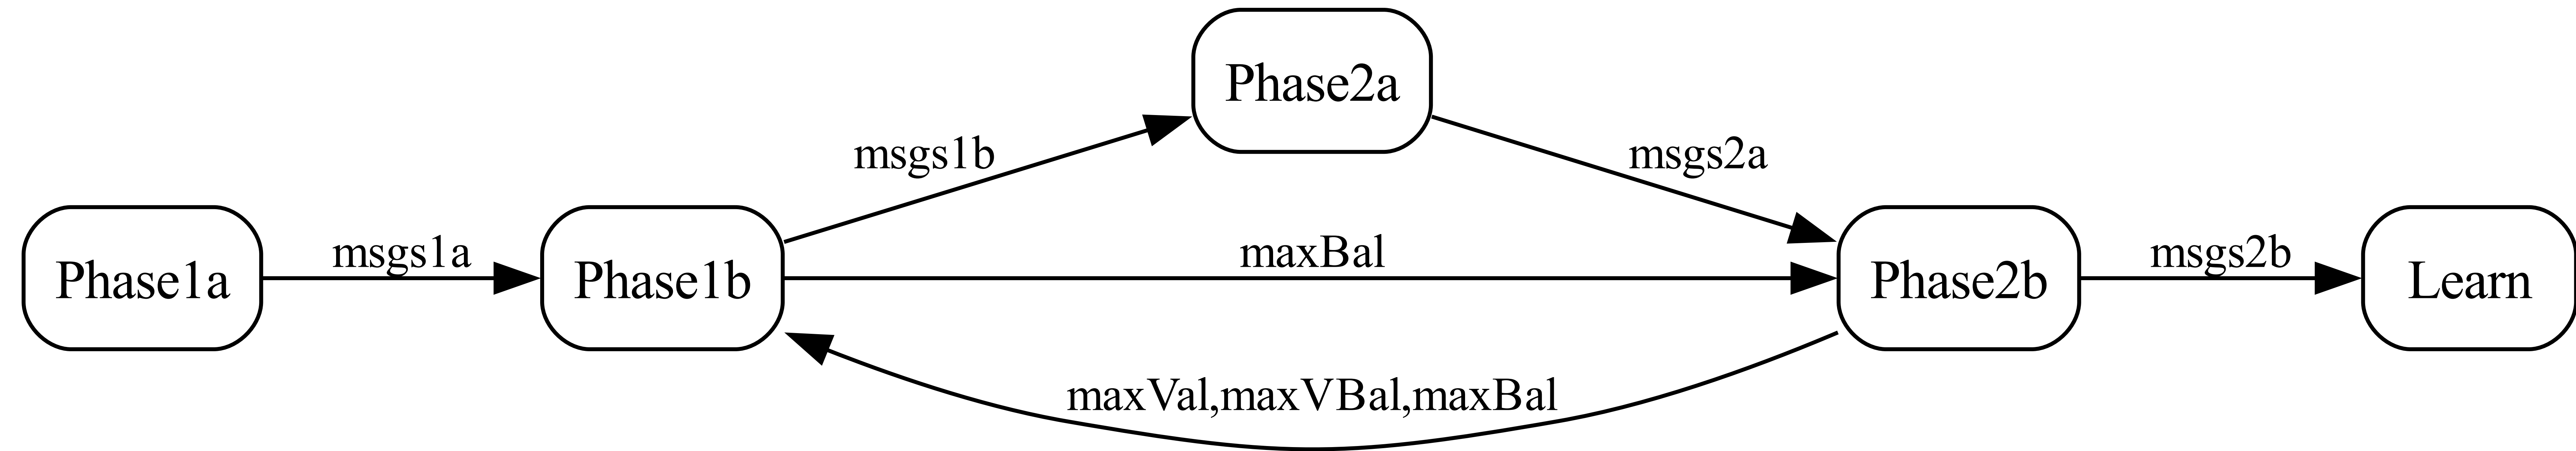 Phase2a
msgs1b
msgs2a
Phase1a
msgs1a
Phase1b
maxBal
Phase2b
msgs2b
Learn
maxVal,maxVBal,maxBal